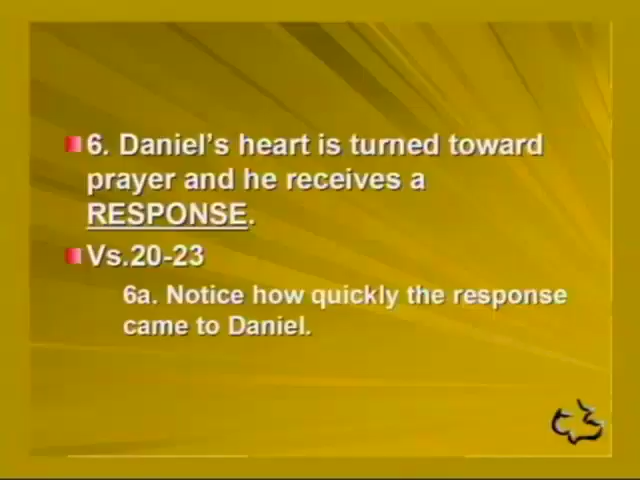 6. Daniel's heart is turned toward
prayer and he receives a
RESPONSE.
Vs.20-23
6a. Notice how quickly the response
came to Daniel.